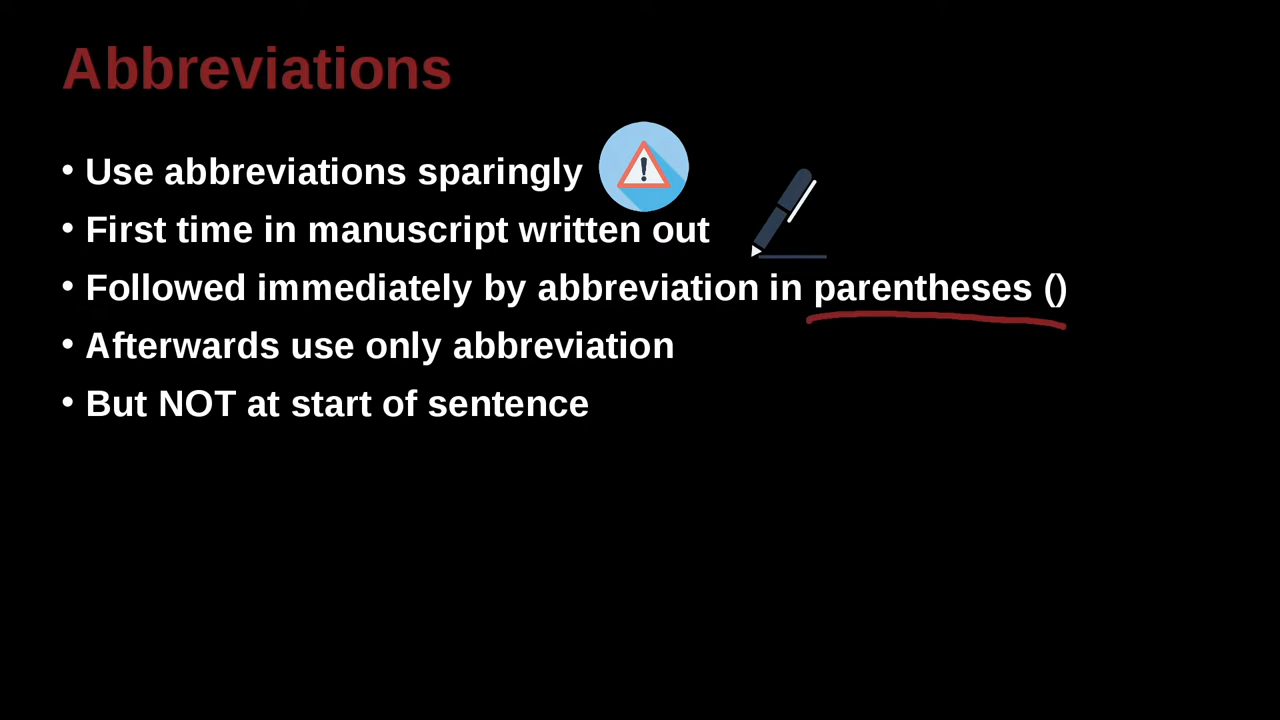 Abbreviations
• Use abbreviations sparingly
• First time in manuscript written out
• Followed immediately by abbreviation in parentheses ()
• Afterwards use only abbreviation
• But NOT at start of sentence